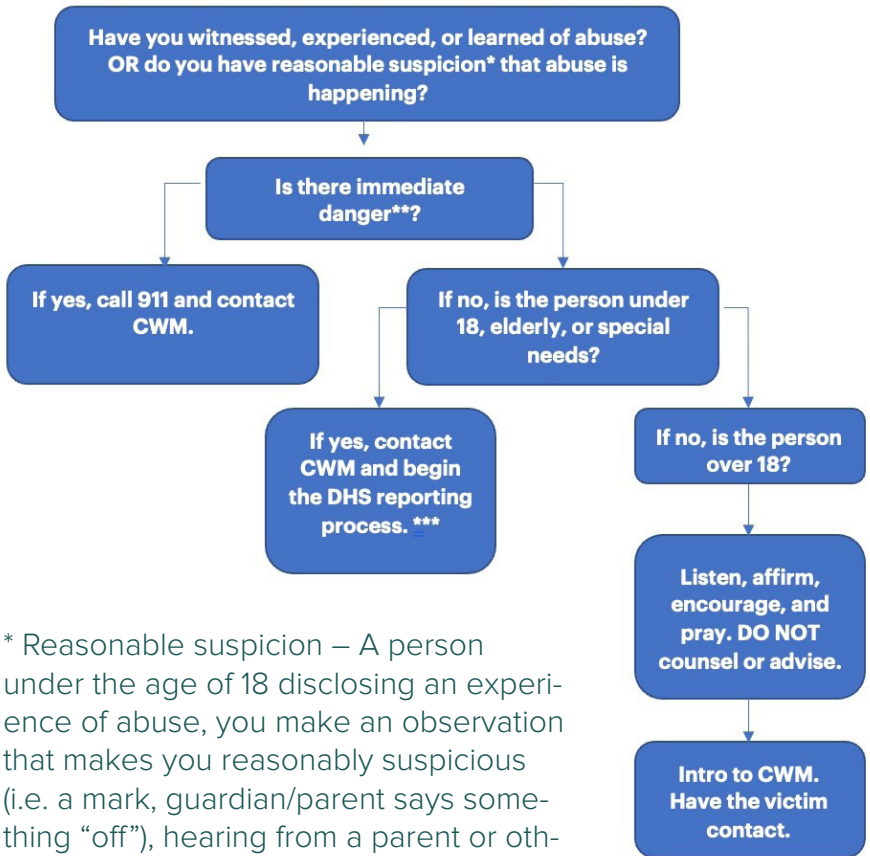 Have you witnessed, experienced, or learned of abuse?
OR do you have reasonable suspicion* that abuse is
happening?
Is there immediate
danger**?
If yes, call 911 and contact
CWM.
If no, is the person under
18, elderly, or special
needs?
If yes, contact
CWM and begin
the DHS reporting
process. ***
If no, is the person
over 18?
Listen, affirm,
encourage, and
pray. DO NOT
counsel or advise.
Intro to CWM.
Have the victim
contact.
* Reasonable suspicion – A person
under the age of 18 disclosing an experi-
ence of abuse, you make an observation
that makes you reasonably suspicious
(i.e. a mark, guardian/parent says some-
thing “off”), hearing from a parent or oth-